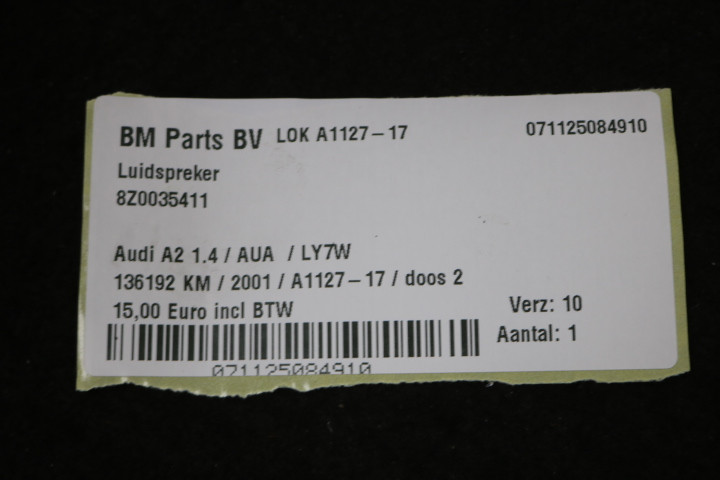 BM Parts BV LOK A1127-17 071125084910
Luidspreker
8Z0035411
Audi A2 1.4 / AUA / LY7W
136192 KM / 2001 / A1127-17 / doos 2
15,00 Euro incl BTW Verz: 10
Aantal: 1
071125084910